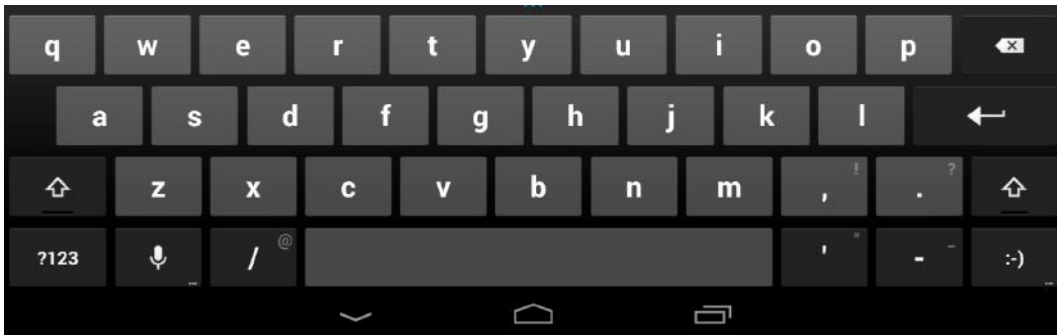 q w e r t y u i o p
a s d f g h j k l
z x c v b n m , ! . ?
?123 / @ ' " - _ :-)